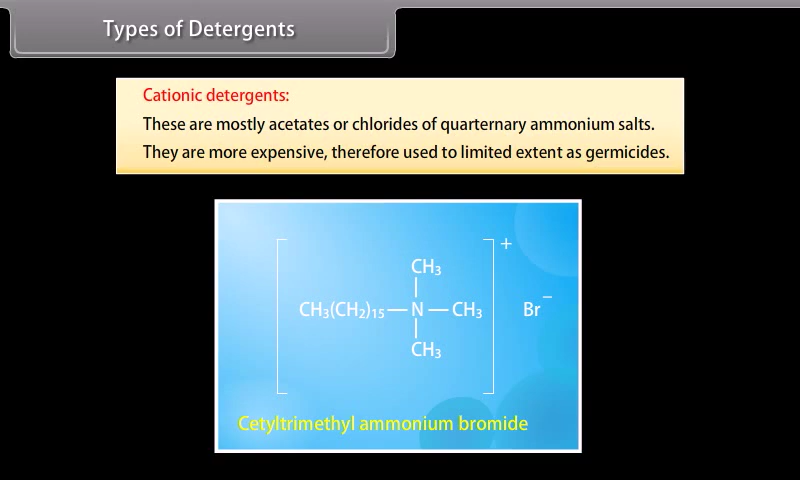 Types of Detergents
Cationic detergents:
These are mostly acetates or chlorides of quarternary ammonium salts.
They are more expensive, therefore used to limited extent as germicides.
+
CH₃
CH₃(CH₂)₁₅—N—CH₃ Br⁻
CH₃
Cetyltrimethyl ammonium bromide